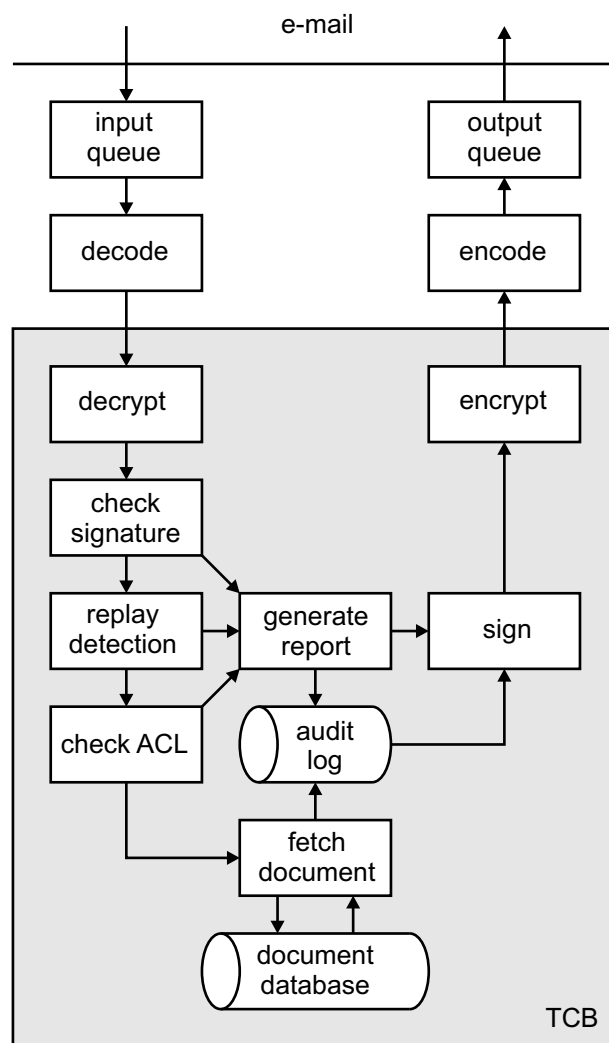 e-mail
input
queue
output
queue
decode
encode
decrypt
encrypt
check
signature
replay
detection
generate
report
sign
check ACL
audit
log
fetch
document
document
database
TCB